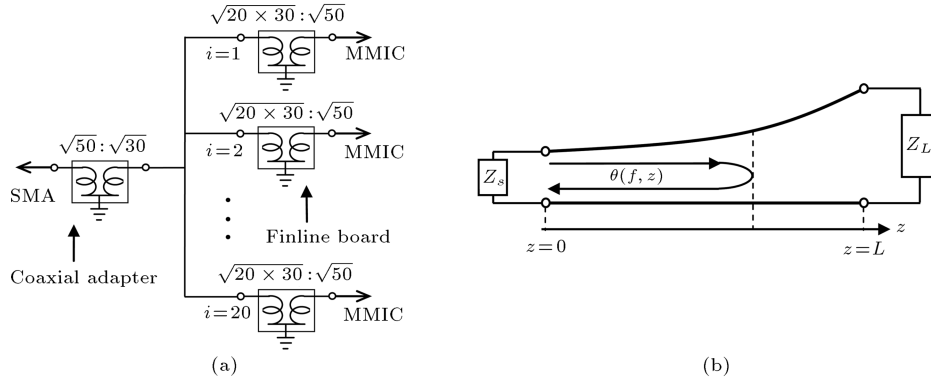 √20 × 30 : √50
i=1
MMIC
√20 × 30 : √50
i=2
MMIC
√50 : √30
SMA
Coaxial adapter
Finline board
√20 × 30 : √50
i=20
MMIC
(a)
Z_s
θ(f, z)
Z_L
z=0
z=L
z
(b)